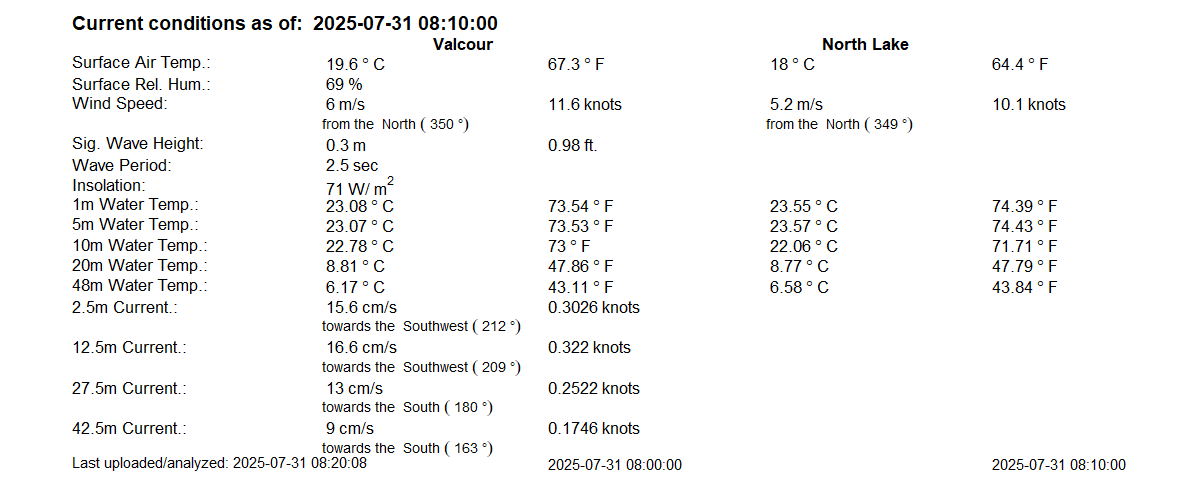 Current conditions as of: 2025-07-31 08:10:00
Valcour North Lake
Surface Air Temp.: 19.6 ° C 67.3 ° F 18 ° C 64.4 ° F
Surface Rel. Hum.: 69 %
Wind Speed: 6 m/s 11.6 knots 5.2 m/s 10.1 knots
from the North ( 350 °) from the North ( 349 °)
Sig. Wave Height: 0.3 m 0.98 ft.
Wave Period: 2.5 sec
Insolation: 71 W/ m2
1m Water Temp.: 23.08 ° C 73.54 ° F 23.55 ° C 74.39 ° F
5m Water Temp.: 23.07 ° C 73.53 ° F 23.57 ° C 74.43 ° F
10m Water Temp.: 22.78 ° C 73 ° F 22.06 ° C 71.71 ° F
20m Water Temp.: 8.81 ° C 47.86 ° F 8.77 ° C 47.79 ° F
48m Water Temp.: 6.17 ° C 43.11 ° F 6.58 ° C 43.84 ° F
2.5m Current.: 15.6 cm/s 0.3026 knots
towards the Southwest ( 212 °)
12.5m Current.: 16.6 cm/s 0.322 knots
towards the Southwest ( 209 °)
27.5m Current.: 13 cm/s 0.2522 knots
towards the South ( 180 °)
42.5m Current.: 9 cm/s 0.1746 knots
towards the South ( 163 °)
Last uploaded/analyzed: 2025-07-31 08:20:08 2025-07-31 08:00:00 2025-07-31 08:10:00